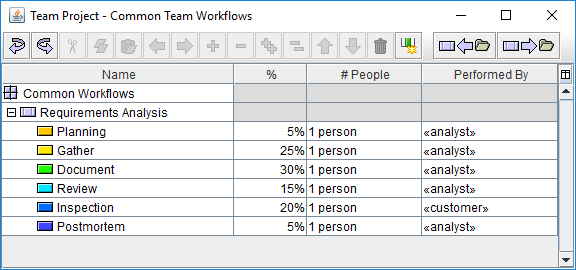 Team Project - Common Team Workflows
Name % # People Performed By
Common Workflows
Requirements Analysis
Planning 5% 1 person «analyst»
Gather 25% 1 person «analyst»
Document 30% 1 person «analyst»
Review 15% 1 person «analyst»
Inspection 20% 1 person «customer»
Postmortem 5% 1 person «analyst»